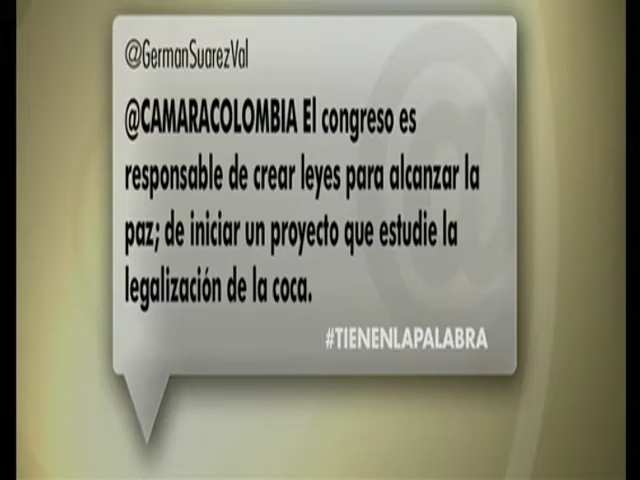 @GermanSuarezVal
@CAMARACOLOMBIA El congreso es
responsable de crear leyes para alcanzar la
paz; de iniciar un proyecto que estudie la
legalización de la coca.
#TIENENLAPALABRA